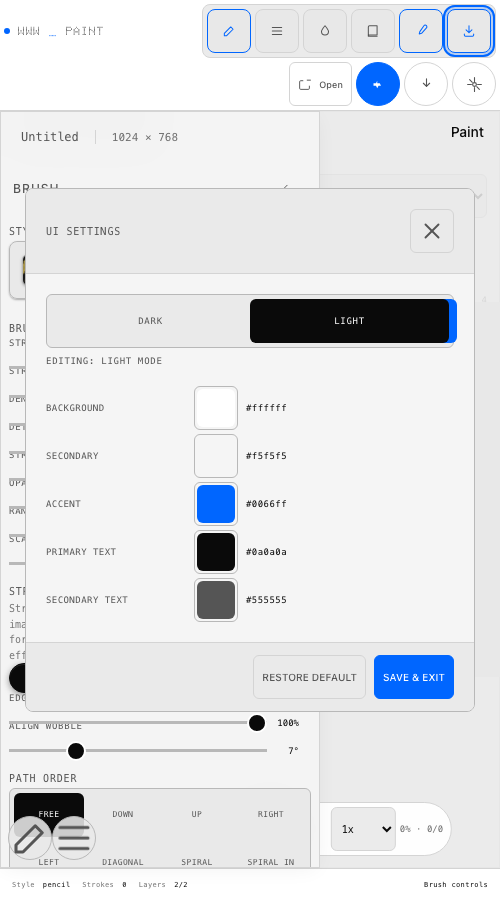 WWW _ PAINT
Open
Untitled
1024 × 768
Paint
BRUSH
UI SETTINGS
DARK
LIGHT
EDITING: LIGHT MODE
BACKGROUND
#ffffff
SECONDARY
#f5f5f5
ACCENT
#0066ff
PRIMARY TEXT
#0a0a0a
SECONDARY TEXT
#555555
RESTORE DEFAULT
SAVE & EXIT
100%
ALIGN WOBBLE
7°
PATH ORDER
FREE
DOWN
UP
RIGHT
LEFT
DIAGONAL
SPIRAL
SPIRAL IN
1x
0% · 0/0
Style pencil Strokes 0 Layers 2/2
Brush controls